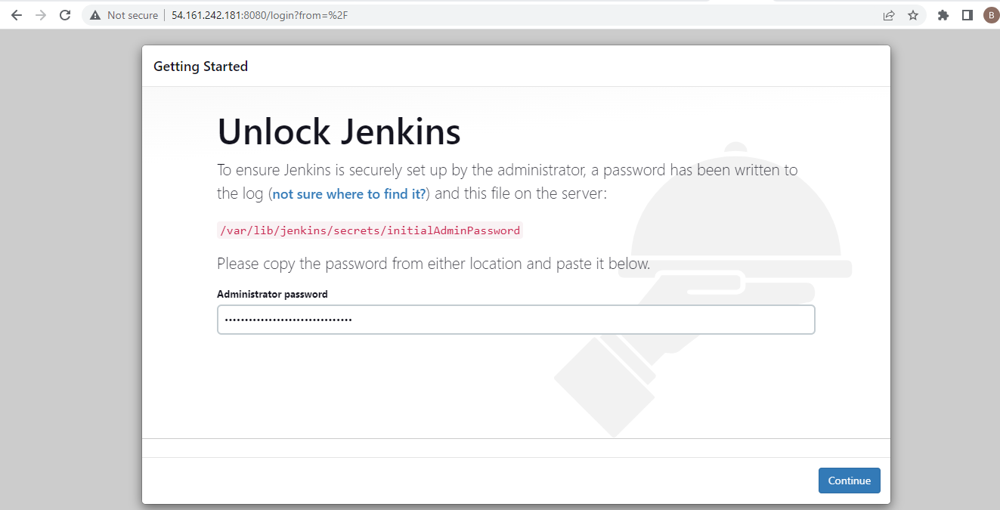 Not secure
54.161.242.181:8080/login?from=%2F
B
Getting Started
Unlock Jenkins
To ensure Jenkins is securely set up by the administrator, a password has been written to
the log (not sure where to find it?) and this file on the server:
/var/lib/jenkins/secrets/initialAdminPassword
Please copy the password from either location and paste it below.
Administrator password
••••••••••••••••••••••••••••••••
Continue